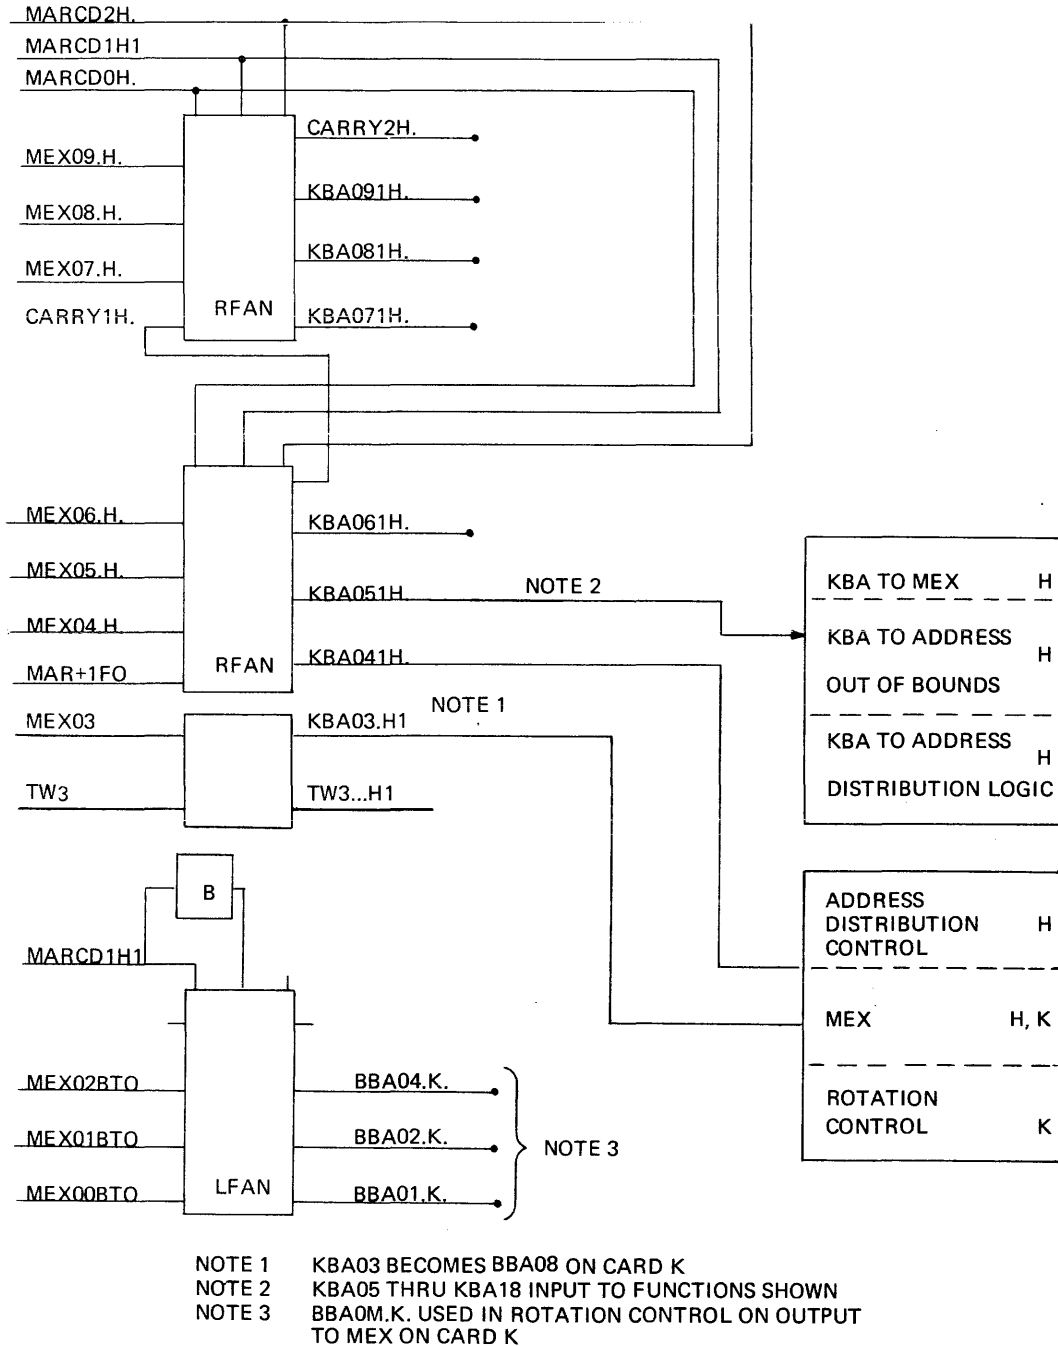 MARCD2H.
MARCD1H1
MARCD0H.
CARRY2H.
MEX09.H.
KBA091H.
MEX08.H.
KBA081H.
MEX07.H.
CARRY1H.
RFAN
KBA071H.
MEX06.H.
KBA061H.
MEX05.H.
KBA051H
NOTE 2
MEX04.H.
KBA041H.
MAR+1FO
RFAN
MEX03
KBA03.H1
NOTE 1
TW3
TW3...H1
KBA TO MEX H
KBA TO ADDRESS
H
OUT OF BOUNDS
KBA TO ADDRESS
H
DISTRIBUTION LOGIC
B
MARCD1H1
ADDRESS
DISTRIBUTION H
CONTROL
MEX H, K
ROTATION
CONTROL K
MEX02BTO
BBA04.K.
MEX01BTO
BBA02.K.
NOTE 3
MEX00BTO
LFAN
BBA01.K.
NOTE 1 KBA03 BECOMES BBA08 ON CARD K
NOTE 2 KBA05 THRU KBA18 INPUT TO FUNCTIONS SHOWN
NOTE 3 BBA0M.K. USED IN ROTATION CONTROL ON OUTPUT
TO MEX ON CARD K